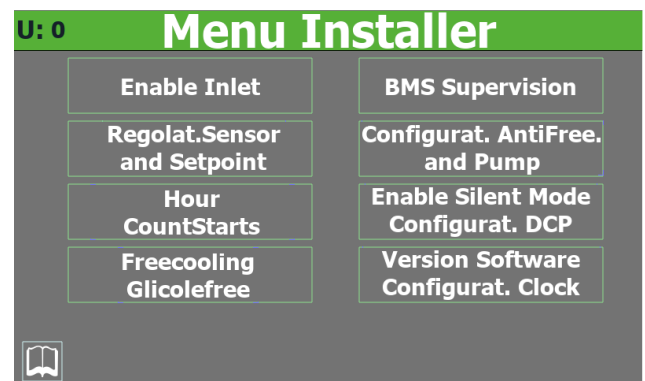 U: 0 Menu Installer
Enable Inlet
BMS Supervision
Regolat.Sensor
and Setpoint
Configurat. AntiFree.
and Pump
Hour
CountStarts
Enable Silent Mode
Configurat. DCP
Freecooling
Glicolefree
Version Software
Configurat. Clock